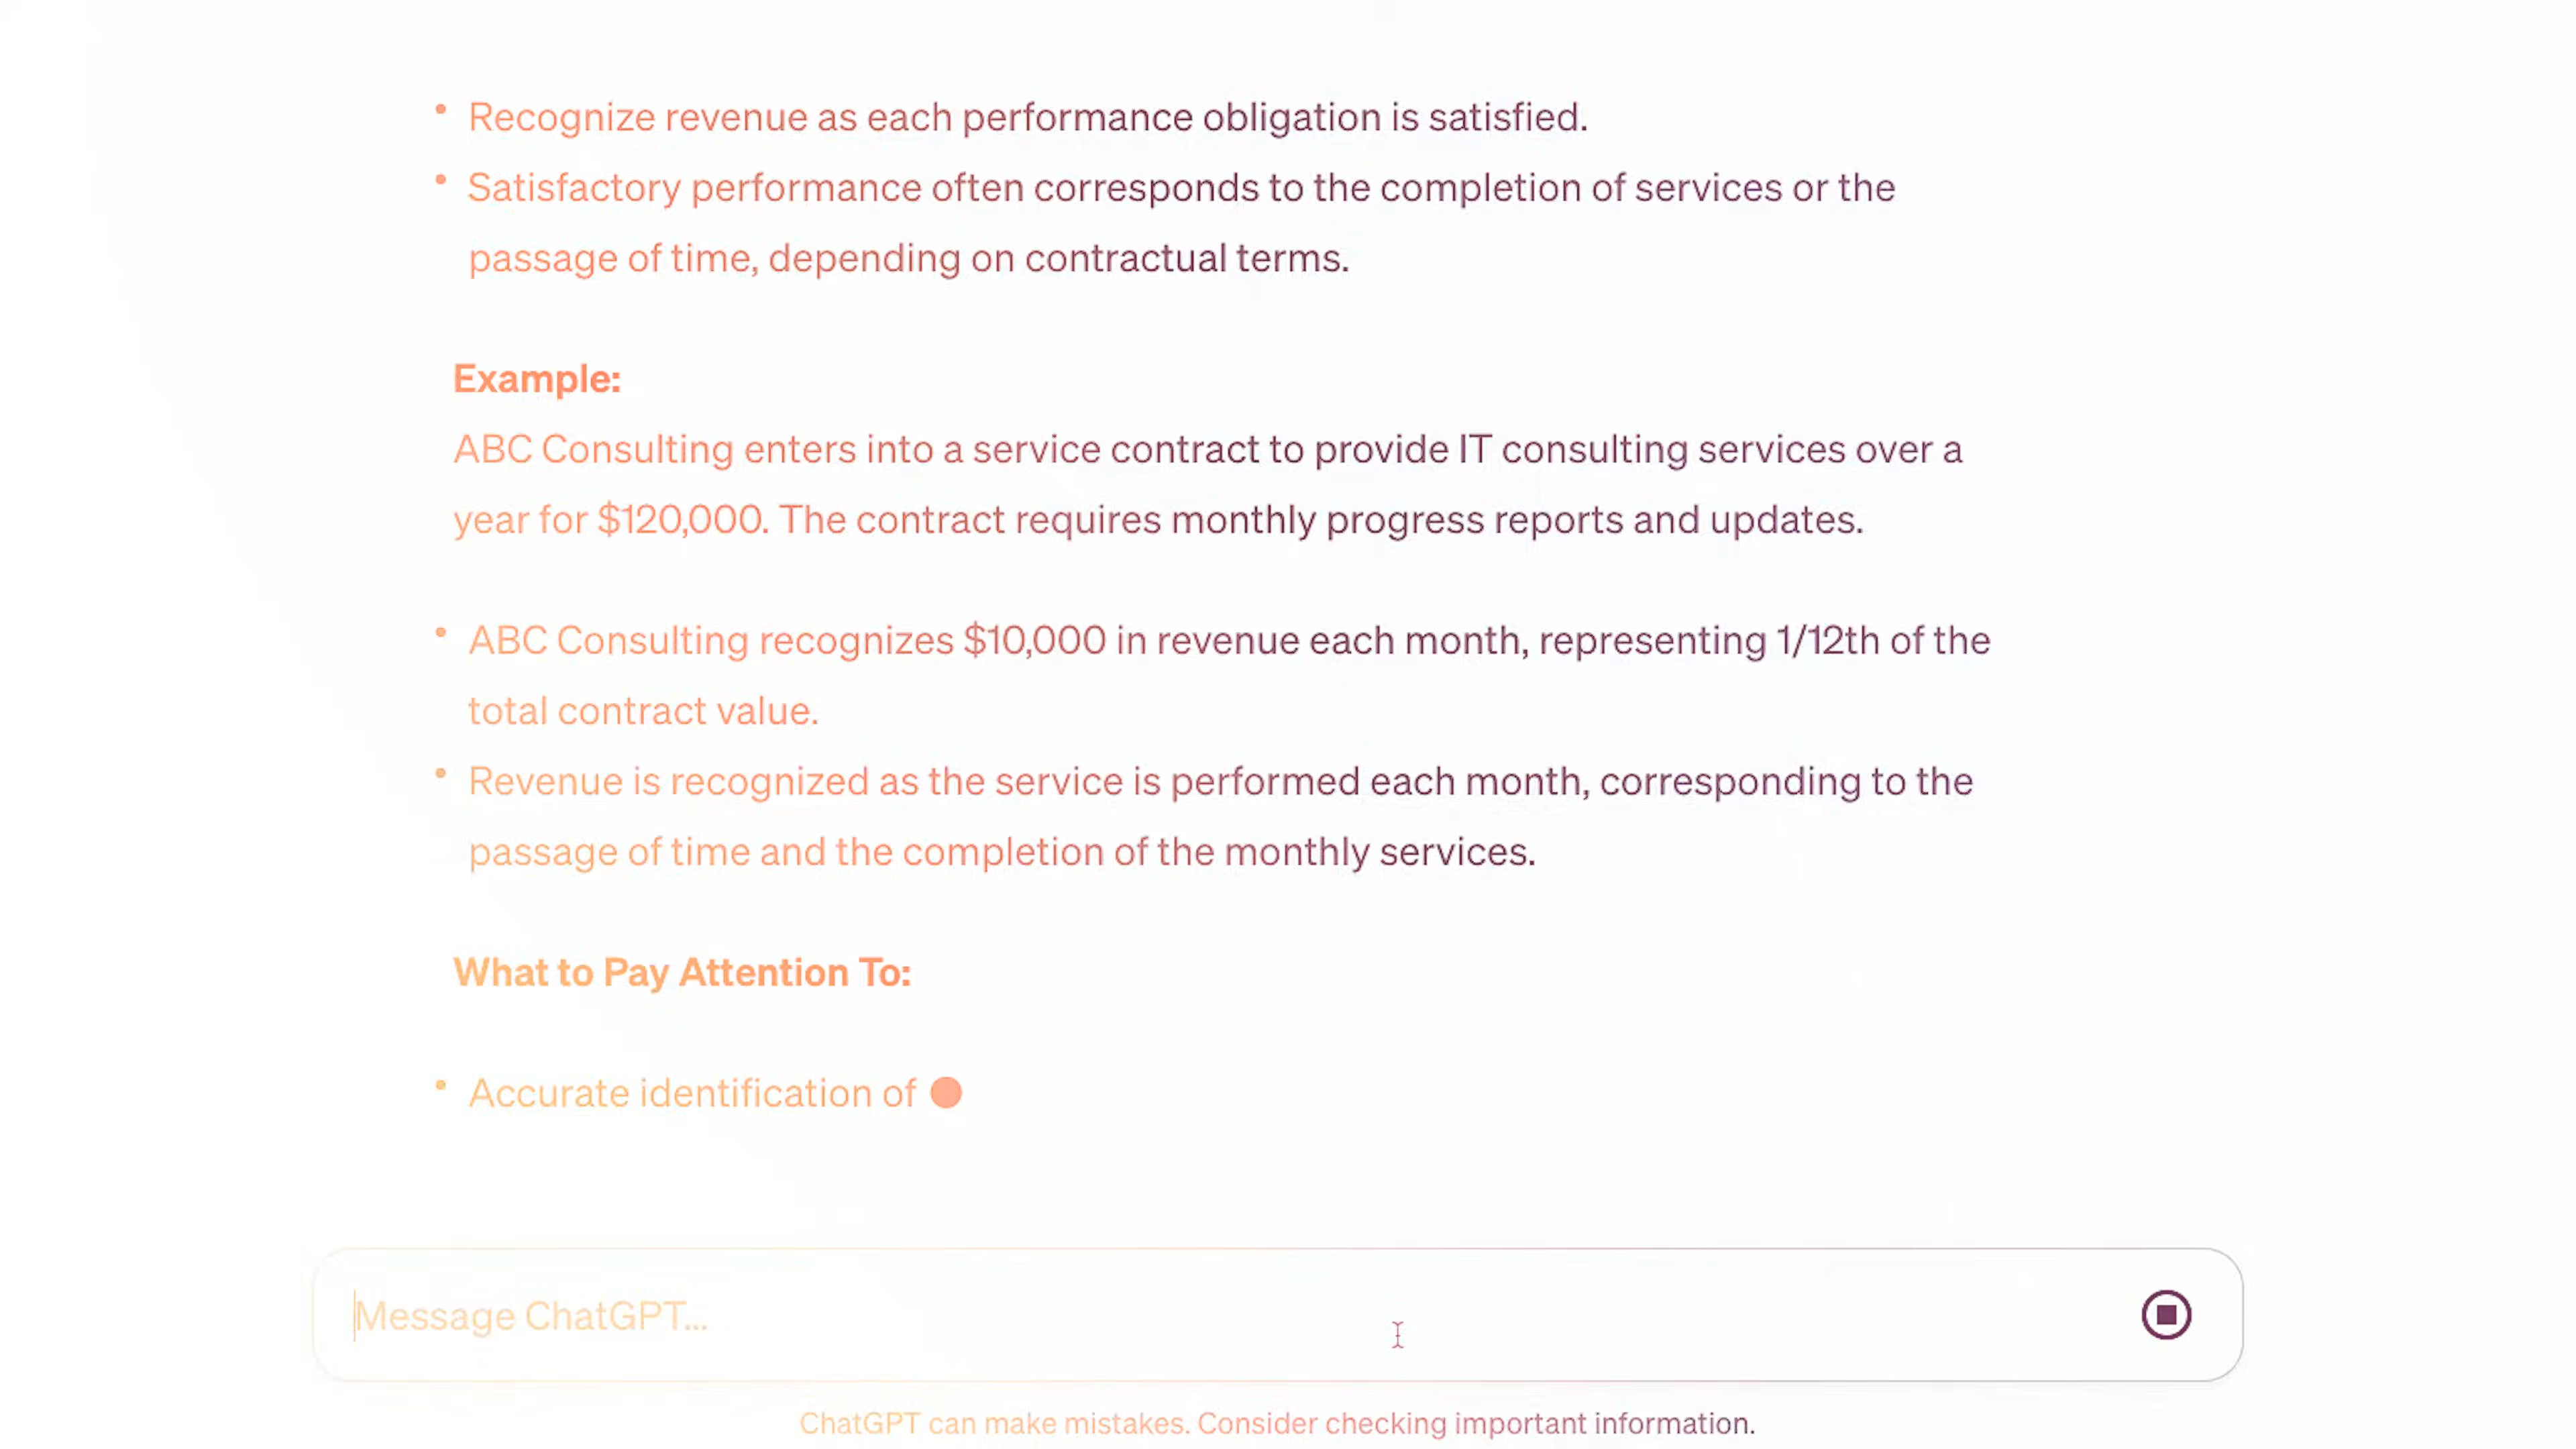 • Recognize revenue as each performance obligation is satisfied.
• Satisfactory performance often corresponds to the completion of services or the
passage of time, depending on contractual terms.
Example:
ABC Consulting enters into a service contract to provide IT consulting services over a
year for $120,000. The contract requires monthly progress reports and updates.
• ABC Consulting recognizes $10,000 in revenue each month, representing 1/12th of the
total contract value.
• Revenue is recognized as the service is performed each month, corresponding to the
passage of time and the completion of the monthly services.
What to Pay Attention To:
• Accurate identification of
Message ChatGPT...
ChatGPT can make mistakes. Consider checking important information.